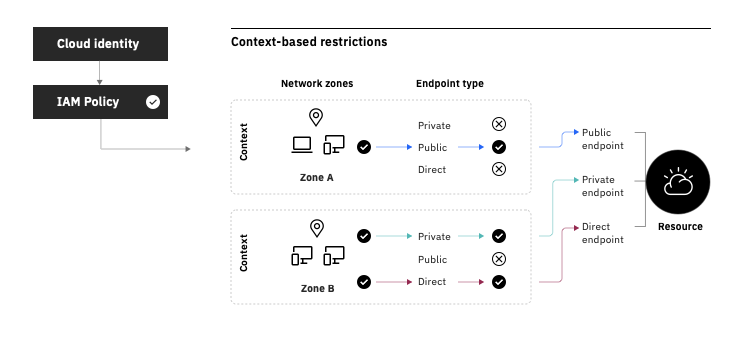 Cloud identity
IAM Policy
Context-based restrictions
Network zones
Endpoint type
Context
Zone A
Private
Public
Direct
Context
Zone B
Private
Public
Direct
Public
endpoint
Private
endpoint
Direct
endpoint
Resource